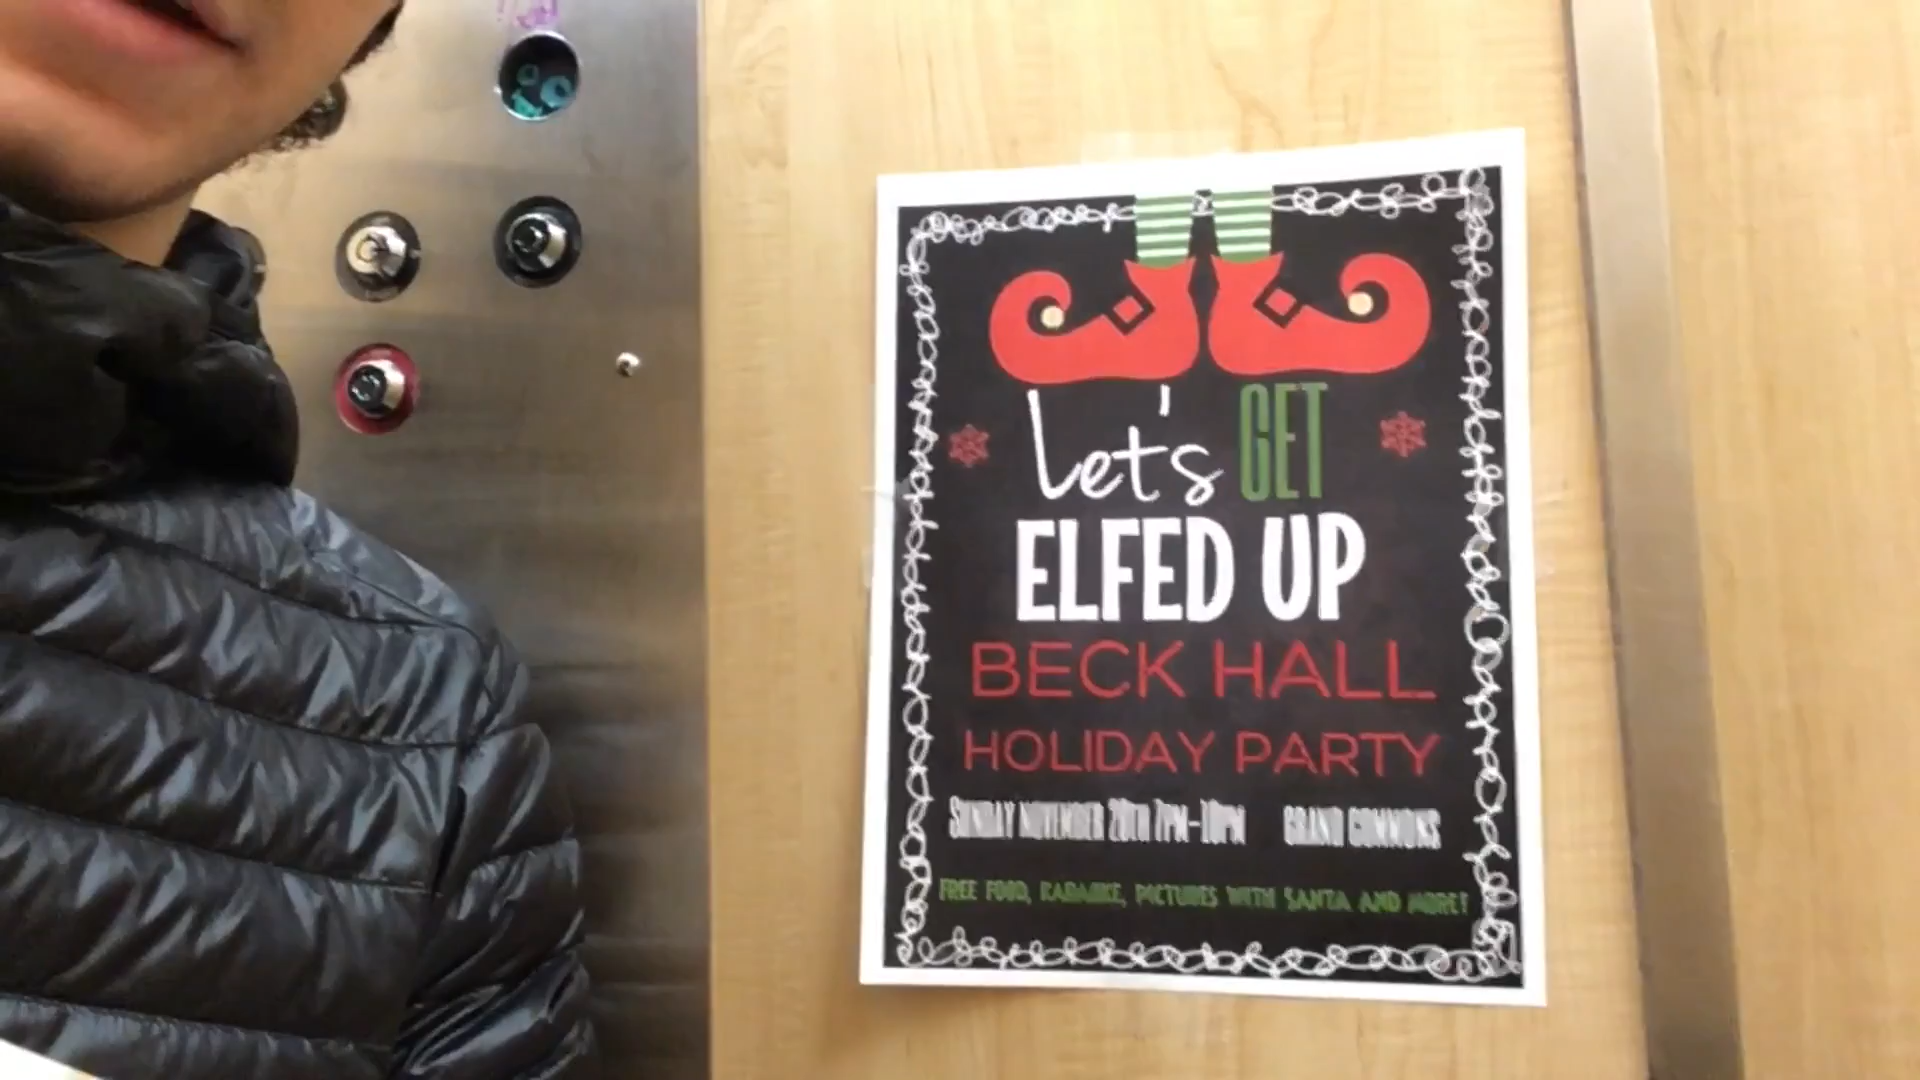 Let's GET
ELFED UP
BECK HALL
HOLIDAY PARTY
SUNDAY NOVEMBER 7PM-10PM GRAND COMMONS
FREE FOOD, KARAOKE, PICTURES WITH SANTA AND MORE!